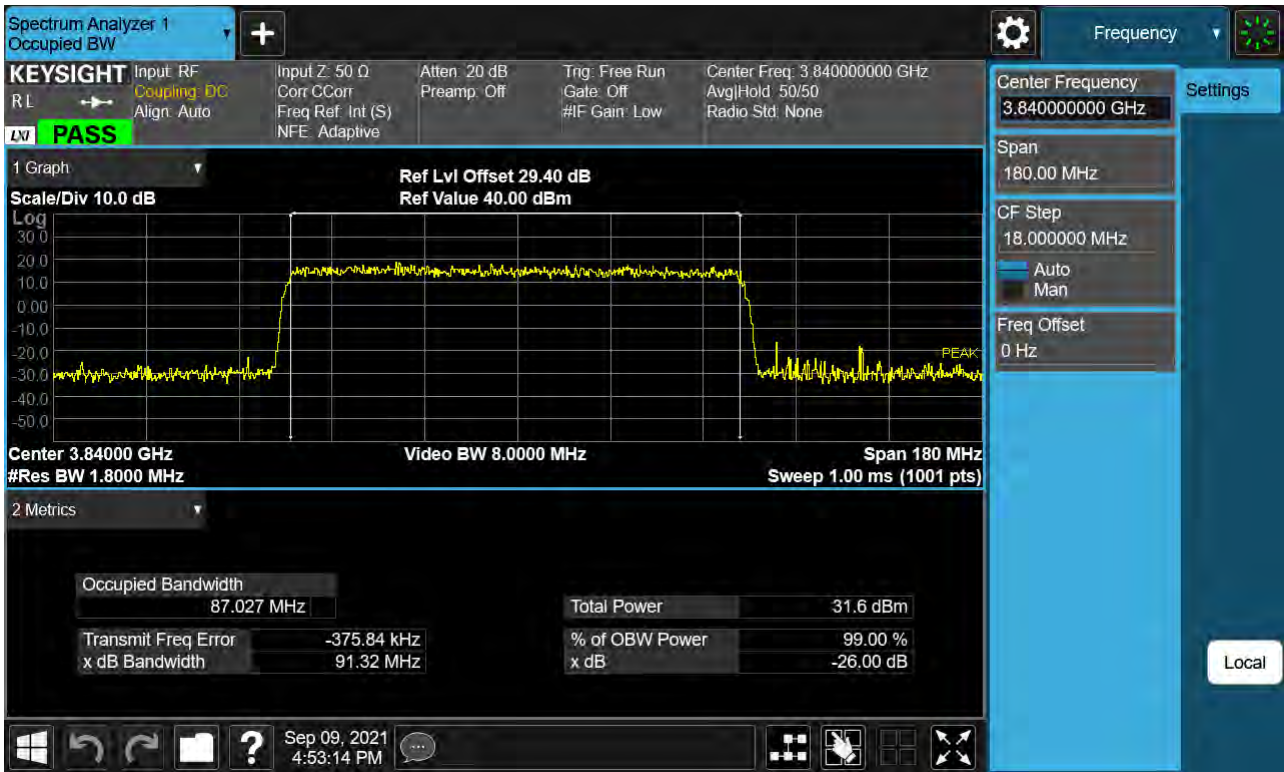 Spectrum Analyzer 1
Occupied BW
+
Frequency
KEYSIGHT
RL
LXI
PASS
Input: RF
Coupling: DC
Align: Auto
Input Z: 50 Ω
Corr CCorr
Freq Ref: Int (S)
NFE: Adaptive
Atten: 20 dB
Preamp: Off
Trig: Free Run
Gate: Off
#IF Gain: Low
Center Freq: 3.840000000 GHz
Avg|Hold: 50/50
Radio Std: None
Center Frequency
3.840000000 GHz
Settings
Span
180.00 MHz
CF Step
18.000000 MHz
Auto
Man
Freq Offset
0 Hz
Local
1 Graph
Scale/Div 10.0 dB
Ref Lvl Offset 29.40 dB
Ref Value 40.00 dBm
Log
30.0
20.0
10.0
0.00
-10.0
-20.0
-30.0
-40.0
-50.0
PEAK
Center 3.84000 GHz
#Res BW 1.8000 MHz
Video BW 8.0000 MHz
Span 180 MHz
Sweep 1.00 ms (1001 pts)
2 Metrics
Occupied Bandwidth
87.027 MHz
Transmit Freq Error -375.84 kHz
x dB Bandwidth 91.32 MHz
Total Power 31.6 dBm
% of OBW Power 99.00 %
x dB -26.00 dB
?
Sep 09, 2021
4:53:14 PM